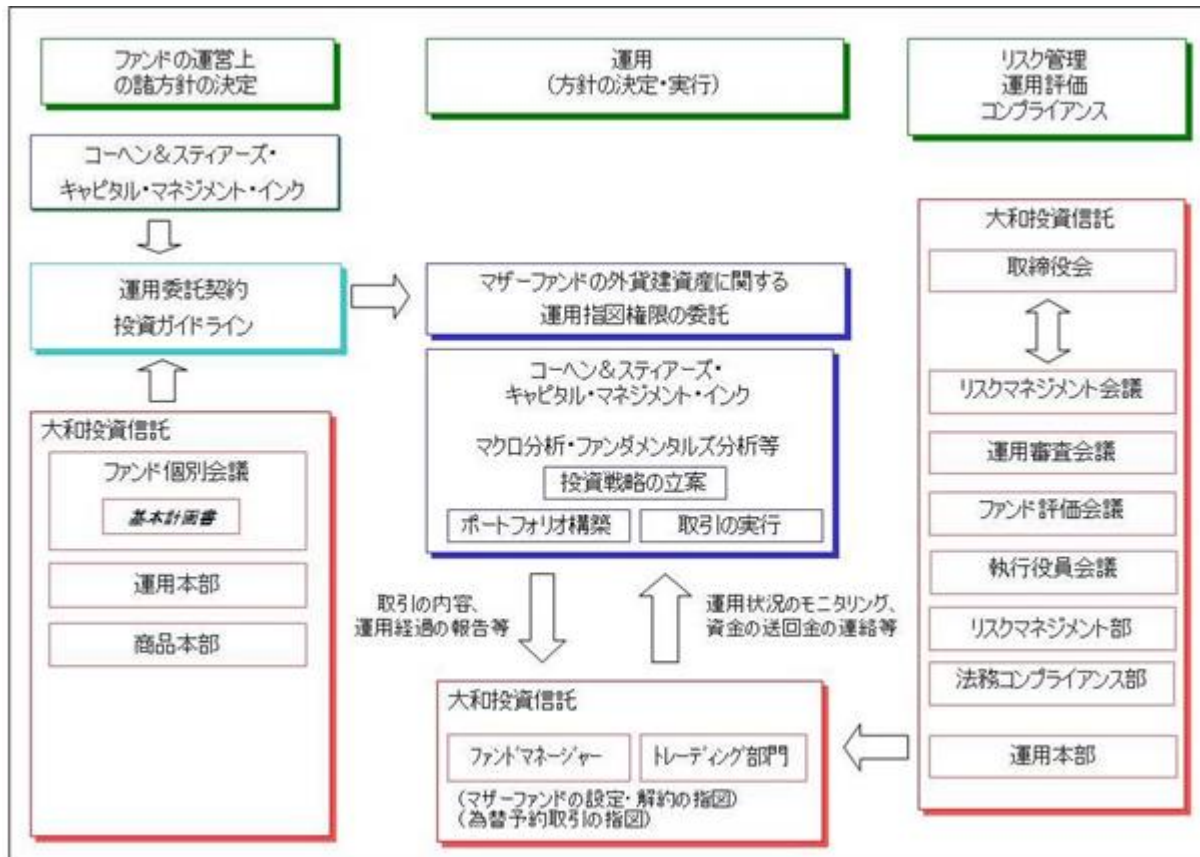 ファンドの運営上
の諸方針の決定
運用
(方針の決定・実行)
リスク管理
運用評価
コンプライアンス
コーヘン&スティアーズ・
キャピタル・マネジメント・インク
運用委託契約
投資ガイドライン
大和投資信託
ファンド個別会議
基本計画書
運用本部
商品本部
マザーファンドの外貨建資産に関する
運用指図権限の委託
コーヘン&スティアーズ・
キャピタル・マネジメント・インク
マクロ分析・ファンダメンタルズ分析等
投資戦略の立案
ポートフォリオ構築
取引の実行
取引の内容、
運用経過の報告等
運用状況のモニタリング、
資金の送回金の連絡等
大和投資信託
ファンドマネージャー
トレーディング部門
(マザーファンドの設定・解約の指図)
(為替予約取引の指図)
大和投資信託
取締役会
リスクマネジメント会議
運用審査会議
ファンド評価会議
執行役員会議
リスクマネジメント部
法務コンプライアンス部
運用本部